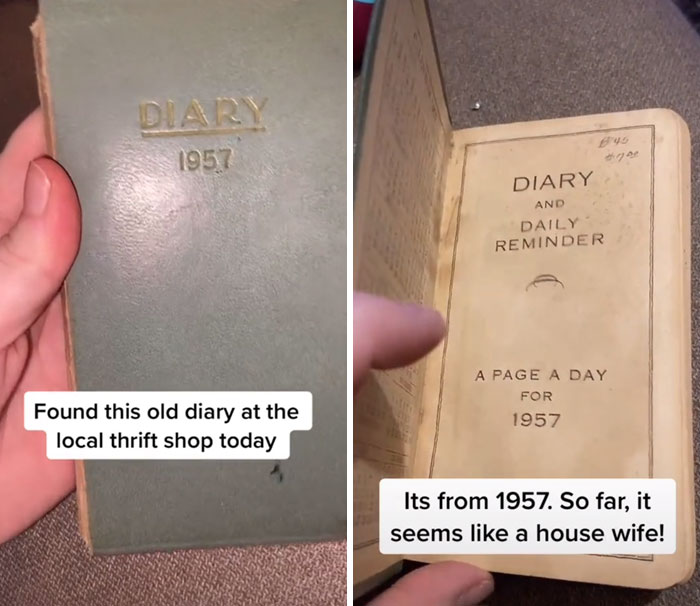 DIARY
1957
Found this old diary at the
local thrift shop today
DIARY
AND
DAILY
REMINDER
A PAGE A DAY
FOR
1957
Its from 1957. So far, it
seems like a house wife!